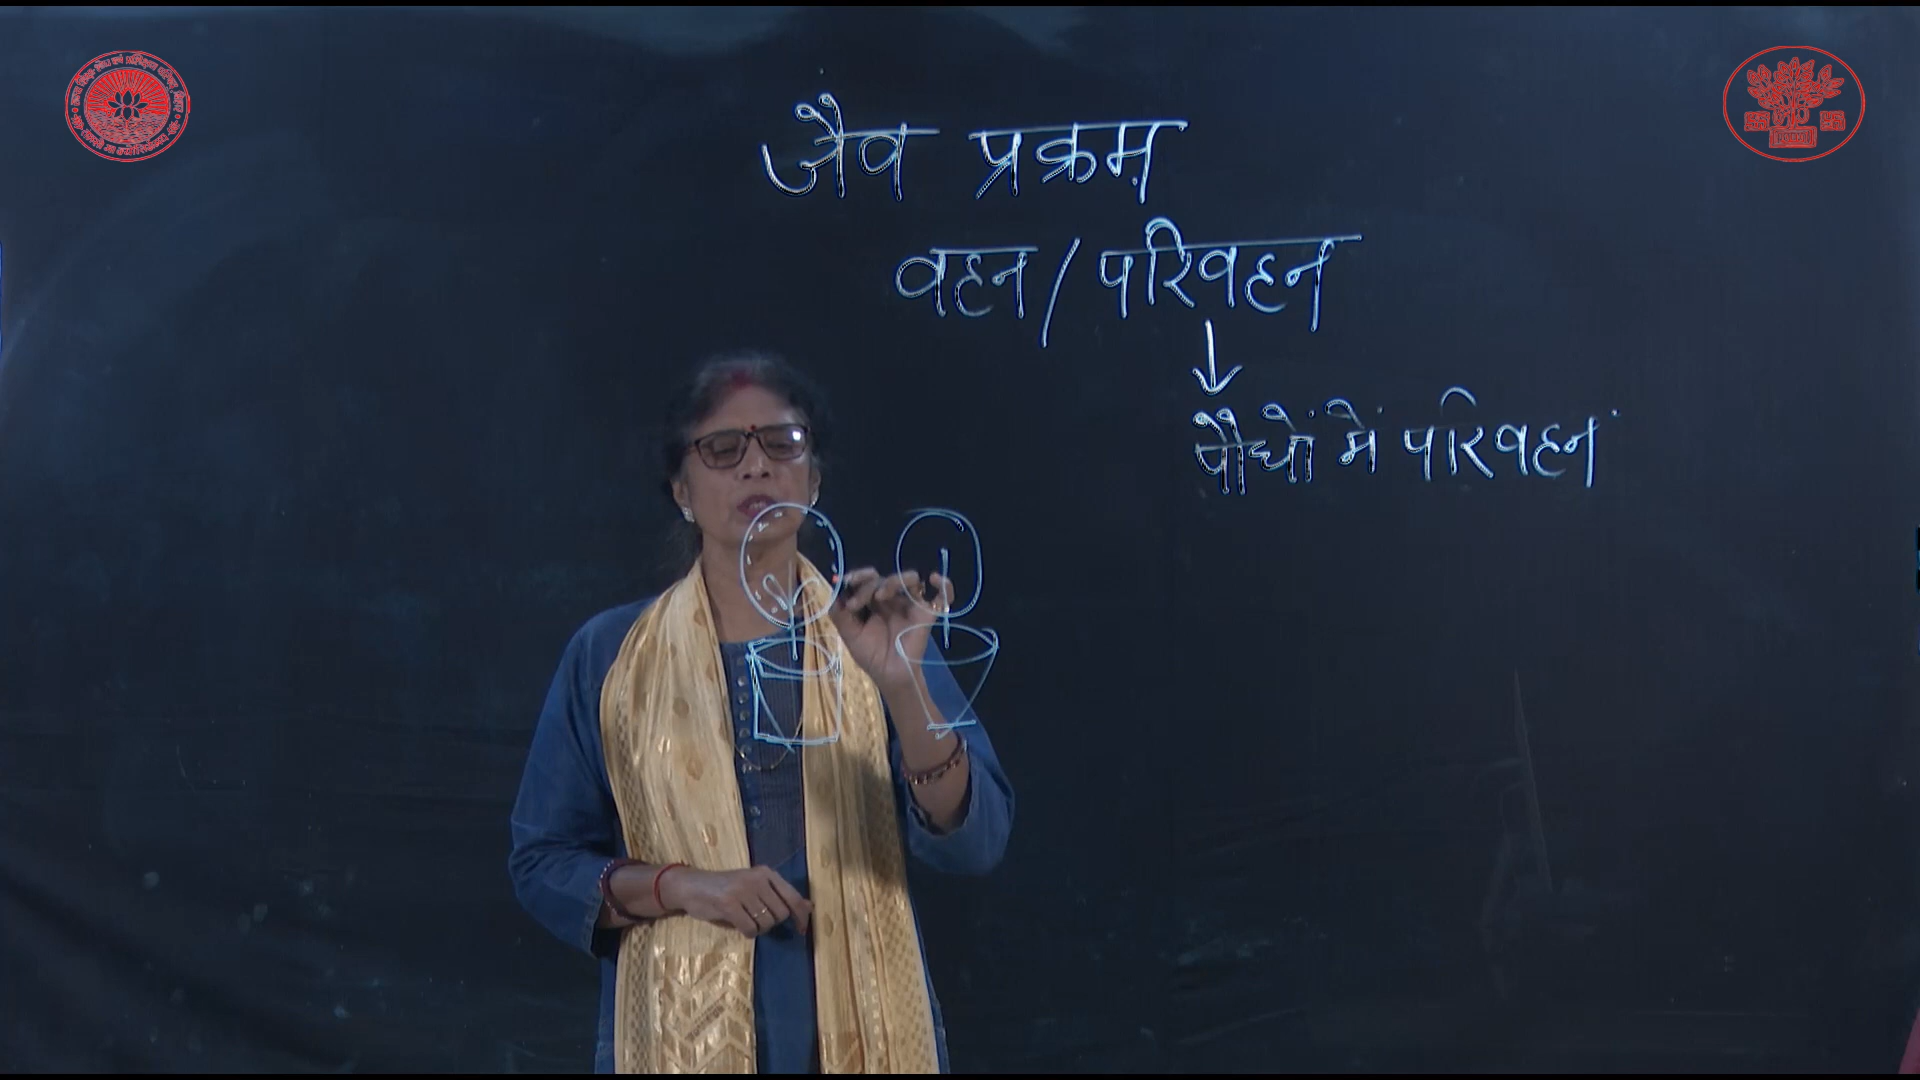 जैव प्रक्रम
वहन / परिवहन
↓
पौधों में परिवहन